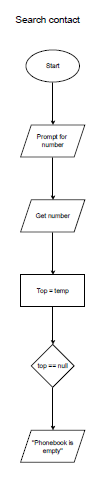 Search contact
Start
Prompt for
number
Get number
Top = temp
top == null
"Phonebook is
empty"